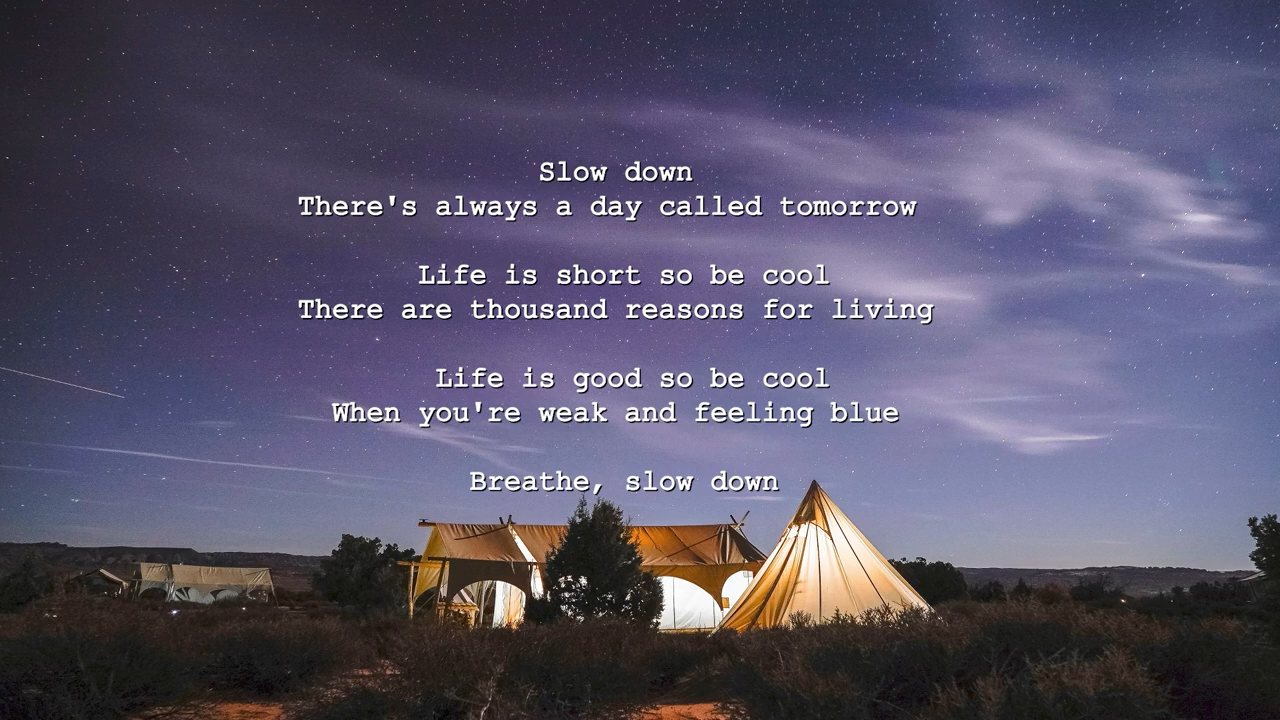 Slow down
There's always a day called tomorrow
Life is short so be cool
There are thousand reasons for living
Life is good so be cool
When you're weak and feeling blue
Breathe, slow down